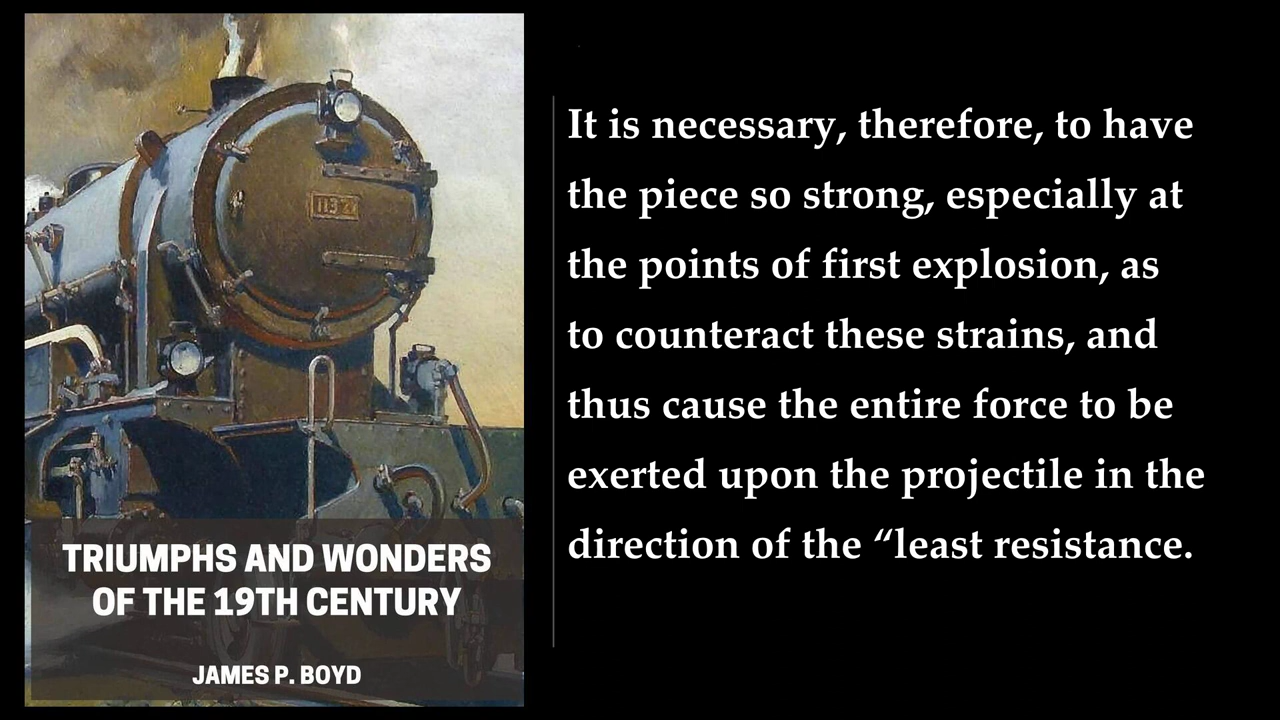 1132
TRIUMPHS AND WONDERS
OF THE 19TH CENTURY
JAMES P. BOYD
It is necessary, therefore, to have
the piece so strong, especially at
the points of first explosion, as
to counteract these strains, and
thus cause the entire force to be
exerted upon the projectile in the
direction of the “least resistance.